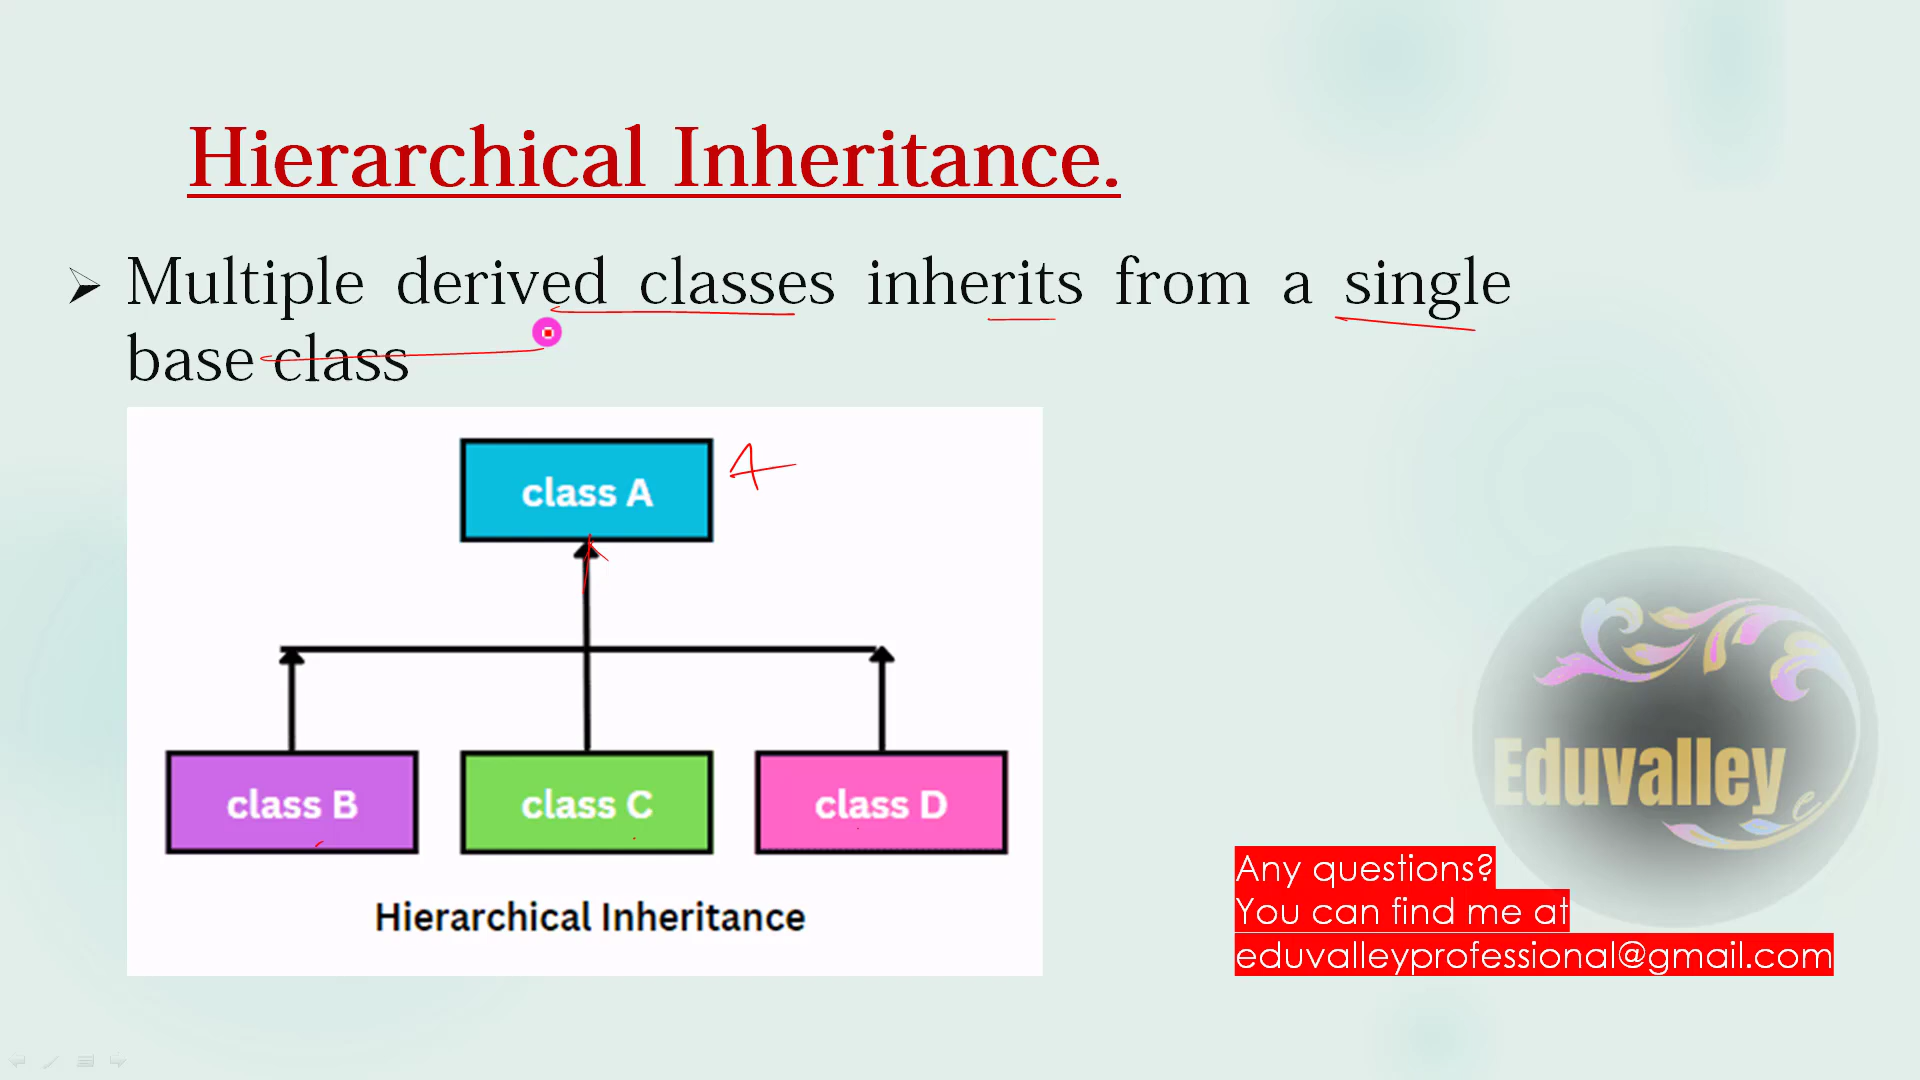 Hierarchical Inheritance.
Multiple derived classes inherits from a single
base class
class A
A
class B
class C
class D
Hierarchical Inheritance
Eduvalley
e
Any questions?
You can find me at
eduvalleyprofessional@gmail.com